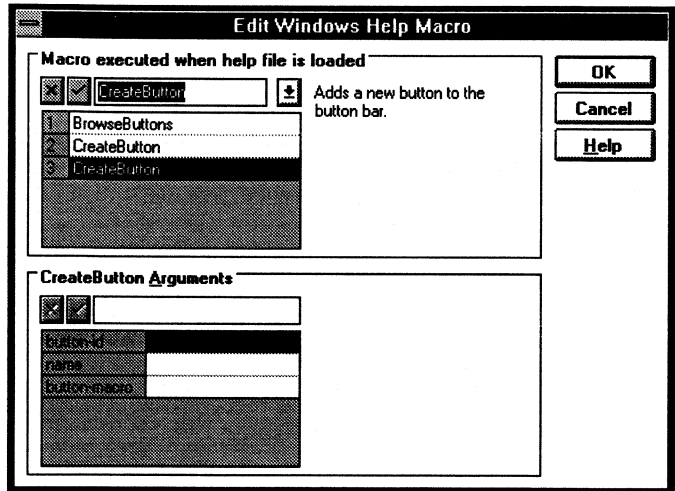 Edit Windows Help Macro
Macro executed when help file is loaded
CreateButton
Adds a new button to the
button bar.
1 BrowseButtons
2 CreateButton
3 CreateButton
OK
Cancel
Help
CreateButton Arguments
button-id
name
button-macro